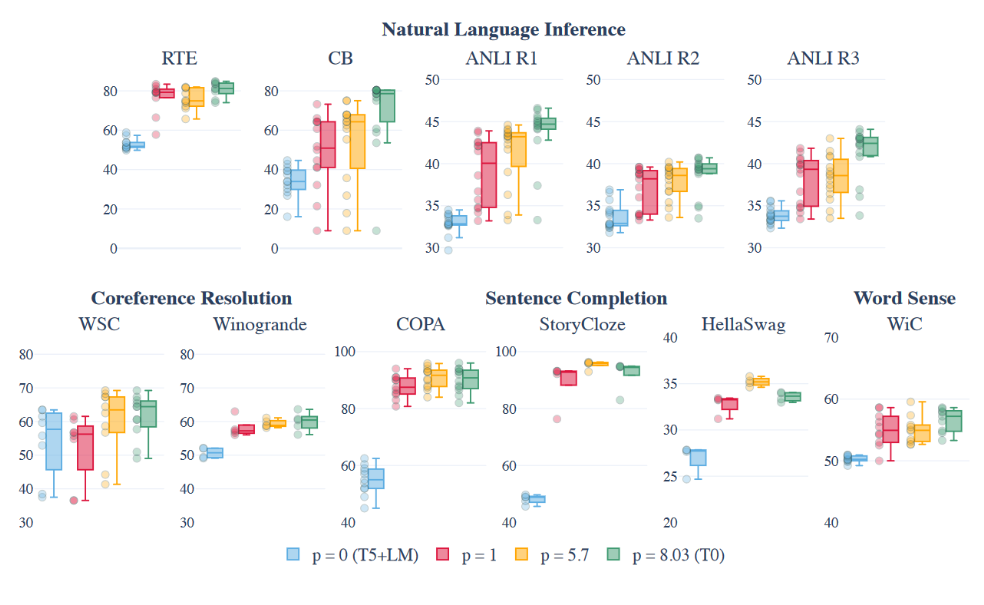 Natural Language Inference
RTE CB ANLI R1 ANLI R2 ANLI R3
80 80 50 50 50
60 60 45 45 45
40 40 40 40 40
20 20 35 35 35
0 0 30 30 30
Coreference Resolution Sentence Completion Word Sense
WSC Winogrande COPA StoryCloze HellaSwag WiC
80 80 100 100 40 70
70 70 80 80 35 60
60 60 60 60 30 50
50 50 40 40 25 40
40 40 20
30 30
p = 0 (T5+LM) p = 1 p = 5.7 p = 8.03 (T0)